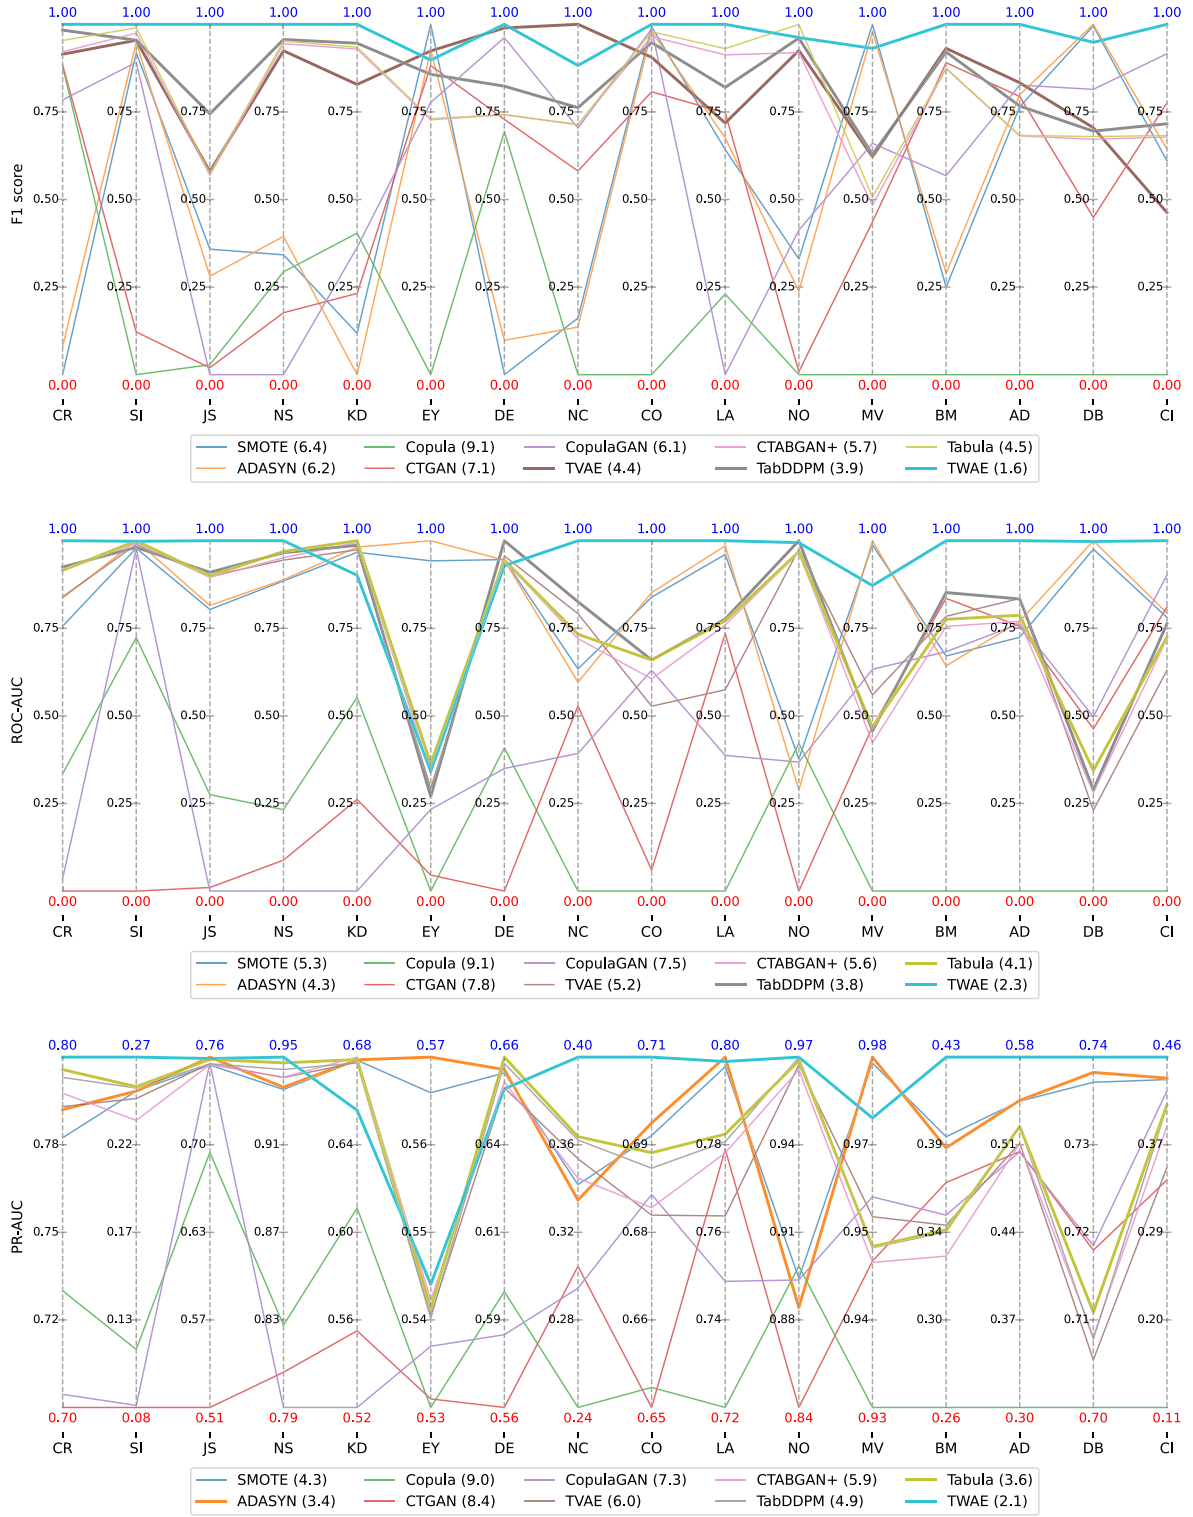 1.00 1.00 1.00 1.00 1.00 1.00 1.00 1.00 1.00 1.00 1.00 1.00 1.00 1.00 1.00 1.00
0.75 0.75 0.75 0.75 0.75 0.75 0.75 0.75 0.75 0.75 0.75 0.75 0.75 0.75 0.75 0.75
0.50 0.50 0.50 0.50 0.50 0.50 0.50 0.50 0.50 0.50 0.50 0.50 0.50 0.50 0.50 0.50
F1 score
0.25 0.25 0.25 0.25 0.25 0.25 0.25 0.25 0.25 0.25 0.25 0.25 0.25 0.25 0.25 0.25
0.00 0.00 0.00 0.00 0.00 0.00 0.00 0.00 0.00 0.00 0.00 0.00 0.00 0.00 0.00 0.00
CR SI JS NS KD EY DE NC CO LA NO MV BM AD DB CI
SMOTE (6.4) Copula (9.1) CopulaGAN (6.1) CTABGAN+ (5.7) Tabula (4.5)
ADASYN (6.2) CTGAN (7.1) TVAE (4.4) TabDDPM (3.9) TWAE (1.6)
1.00 1.00 1.00 1.00 1.00 1.00 1.00 1.00 1.00 1.00 1.00 1.00 1.00 1.00 1.00 1.00
0.75 0.75 0.75 0.75 0.75 0.75 0.75 0.75 0.75 0.75 0.75 0.75 0.75 0.75 0.75 0.75
0.50 0.50 0.50 0.50 0.50 0.50 0.50 0.50 0.50 0.50 0.50 0.50 0.50 0.50 0.50 0.50
ROC-AUC
0.25 0.25 0.25 0.25 0.25 0.25 0.25 0.25 0.25 0.25 0.25 0.25 0.25 0.25 0.25 0.25
0.00 0.00 0.00 0.00 0.00 0.00 0.00 0.00 0.00 0.00 0.00 0.00 0.00 0.00 0.00 0.00
CR SI JS NS KD EY DE NC CO LA NO MV BM AD DB CI
SMOTE (5.3) Copula (9.1) CopulaGAN (7.5) CTABGAN+ (5.6) Tabula (4.1)
ADASYN (4.3) CTGAN (7.8) TVAE (5.2) TabDDPM (3.8) TWAE (2.3)
0.80 0.27 0.76 0.95 0.68 0.57 0.66 0.40 0.71 0.80 0.97 0.98 0.43 0.58 0.74 0.46
0.78 0.22 0.70 0.91 0.64 0.56 0.64 0.36 0.69 0.78 0.94 0.97 0.39 0.51 0.73 0.37
0.75 0.17 0.63 0.87 0.60 0.55 0.61 0.32 0.68 0.76 0.91 0.95 0.34 0.44 0.72 0.29
PR-AUC
0.72 0.13 0.57 0.83 0.56 0.54 0.59 0.28 0.66 0.74 0.88 0.94 0.30 0.37 0.71 0.20
0.70 0.08 0.51 0.79 0.52 0.53 0.56 0.24 0.65 0.72 0.84 0.93 0.26 0.30 0.70 0.11
CR SI JS NS KD EY DE NC CO LA NO MV BM AD DB CI
SMOTE (4.3) Copula (9.0) CopulaGAN (7.3) CTABGAN+ (5.9) Tabula (3.6)
ADASYN (3.4) CTGAN (8.4) TVAE (6.0) TabDDPM (4.9) TWAE (2.1)